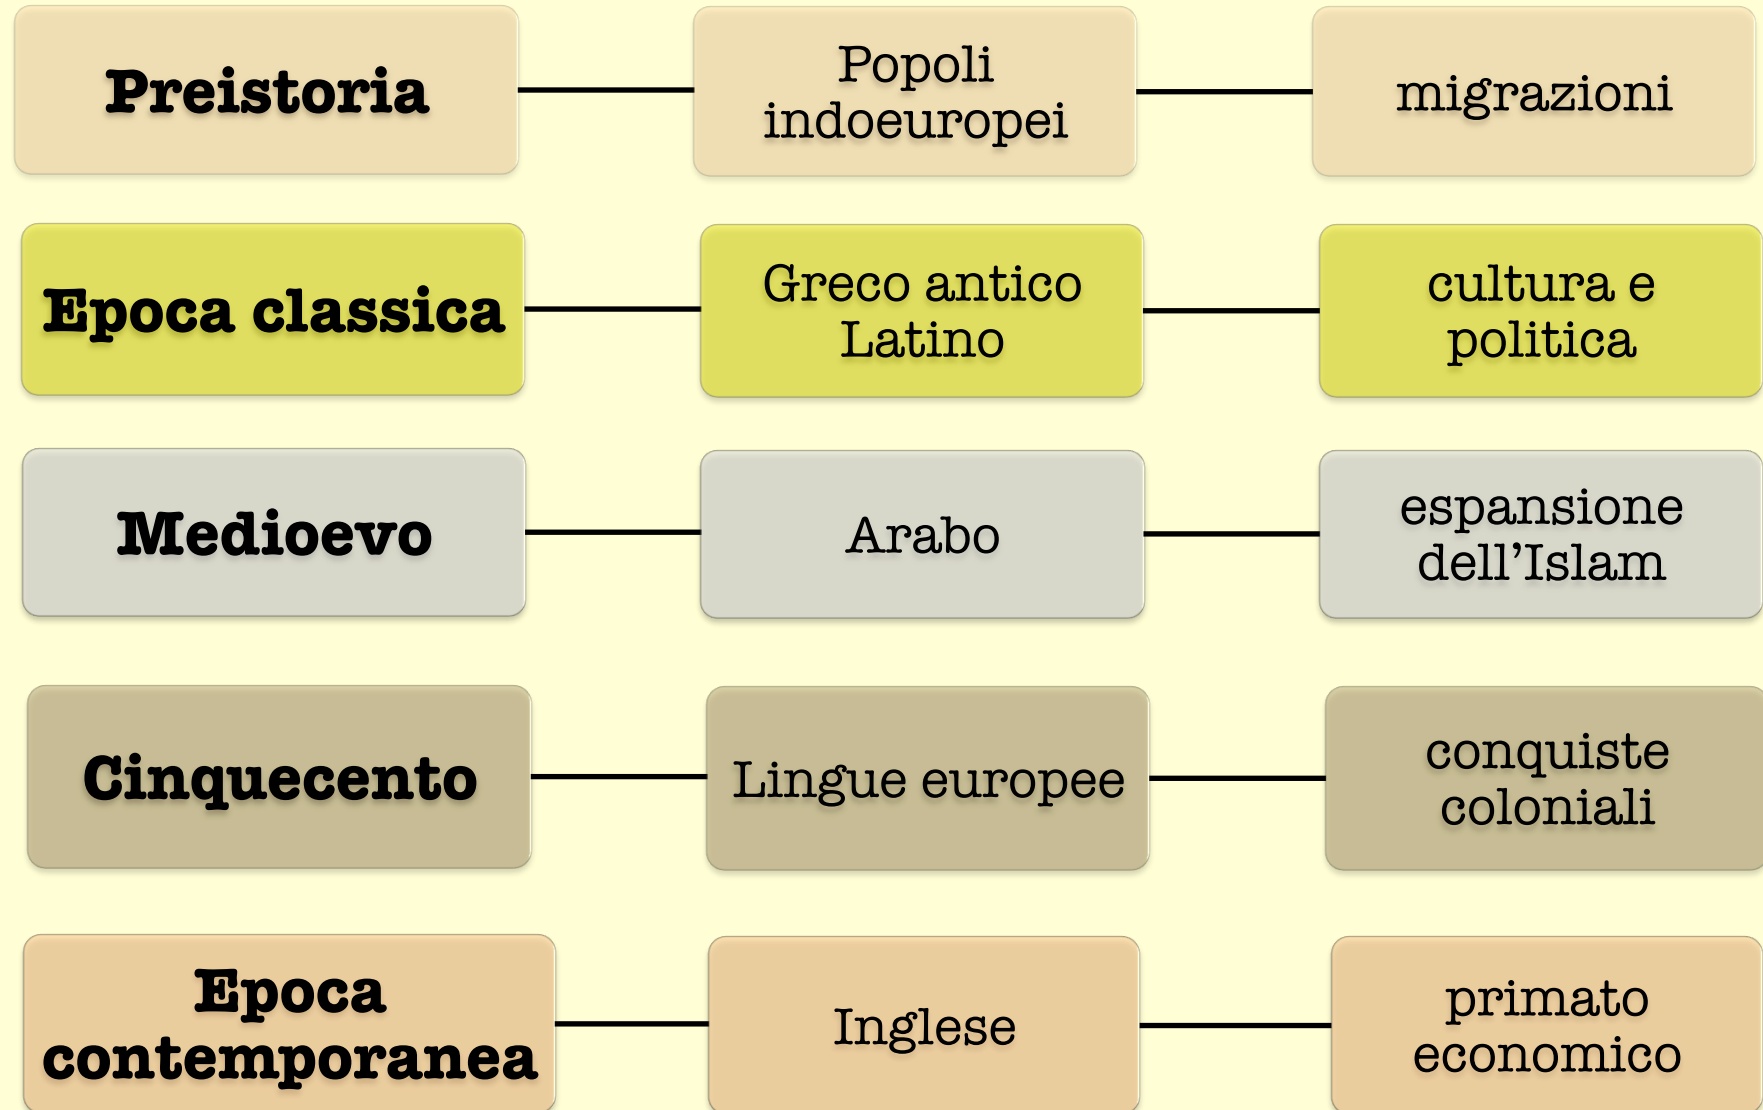 Preistoria
Popoli
indoeuropei
migrazioni
Epoca classica
Greco antico
Latino
cultura e
politica
Medioevo
Arabo
espansione
dell’Islam
Cinquecento
Lingue europee
conquiste
coloniali
Epoca
contemporanea
Inglese
primato
economico